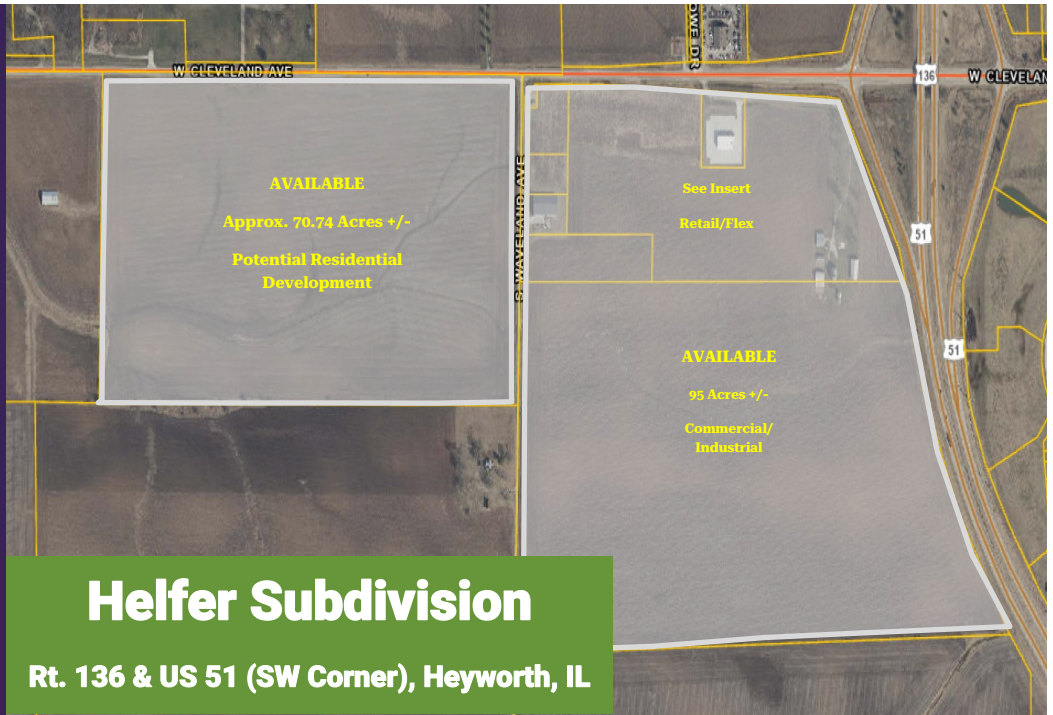 W CLEVELAND AVE
OWE DR
136
W CLEVELAN
S WAVELAND AVE
AVAILABLE
Approx. 70.74 Acres +/-
Potential Residential
Development
See Insert
Retail/Flex
51
51
AVAILABLE
95 Acres +/-
Commercial/
Industrial
Helfer Subdivision
Rt. 136 & US 51 (SW Corner), Heyworth, IL